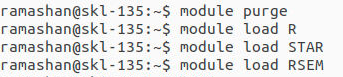 ramashan@skl-135:~$ module purge
ramashan@skl-135:~$ module load R
ramashan@skl-135:~$ module load STAR
ramashan@skl-135:~$ module load RSEM